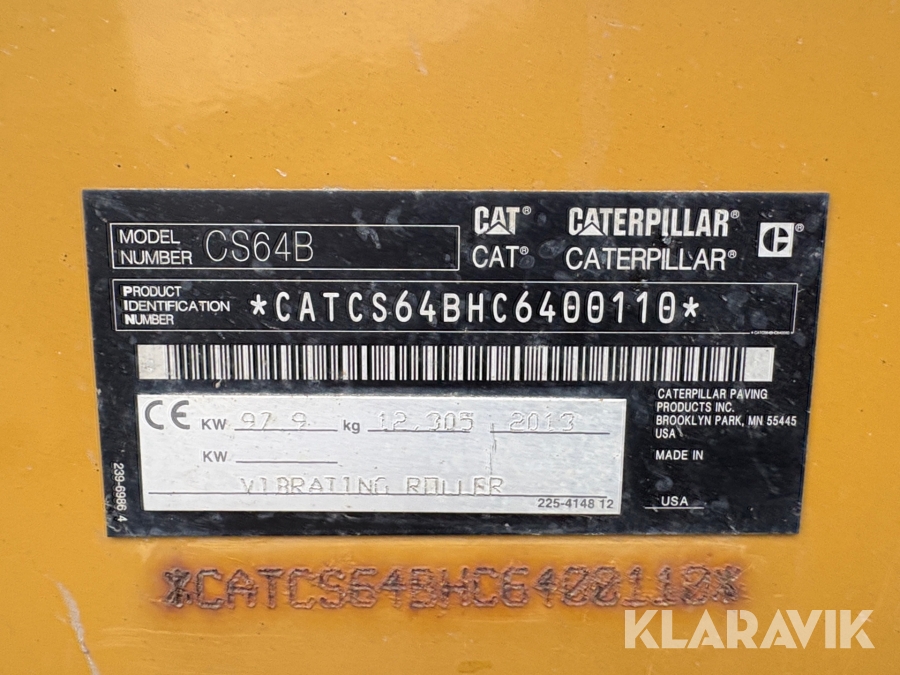 MODEL NUMBER CS64B
CAT® CATERPILLAR®
CAT® CATERPILLAR®
PRODUCT IDENTIFICATION NUMBER *CATCS64BHC6400110*
CE KW 97.9 kg 12,305 2013
KW
VIBRATING ROLLER
225-4148 12
239-6986 4
CATERPILLAR PAVING
PRODUCTS INC.
BROOKLYN PARK, MN 55445
USA
MADE IN
USA
*CATCS64BHC6400110*
KLARAVIK